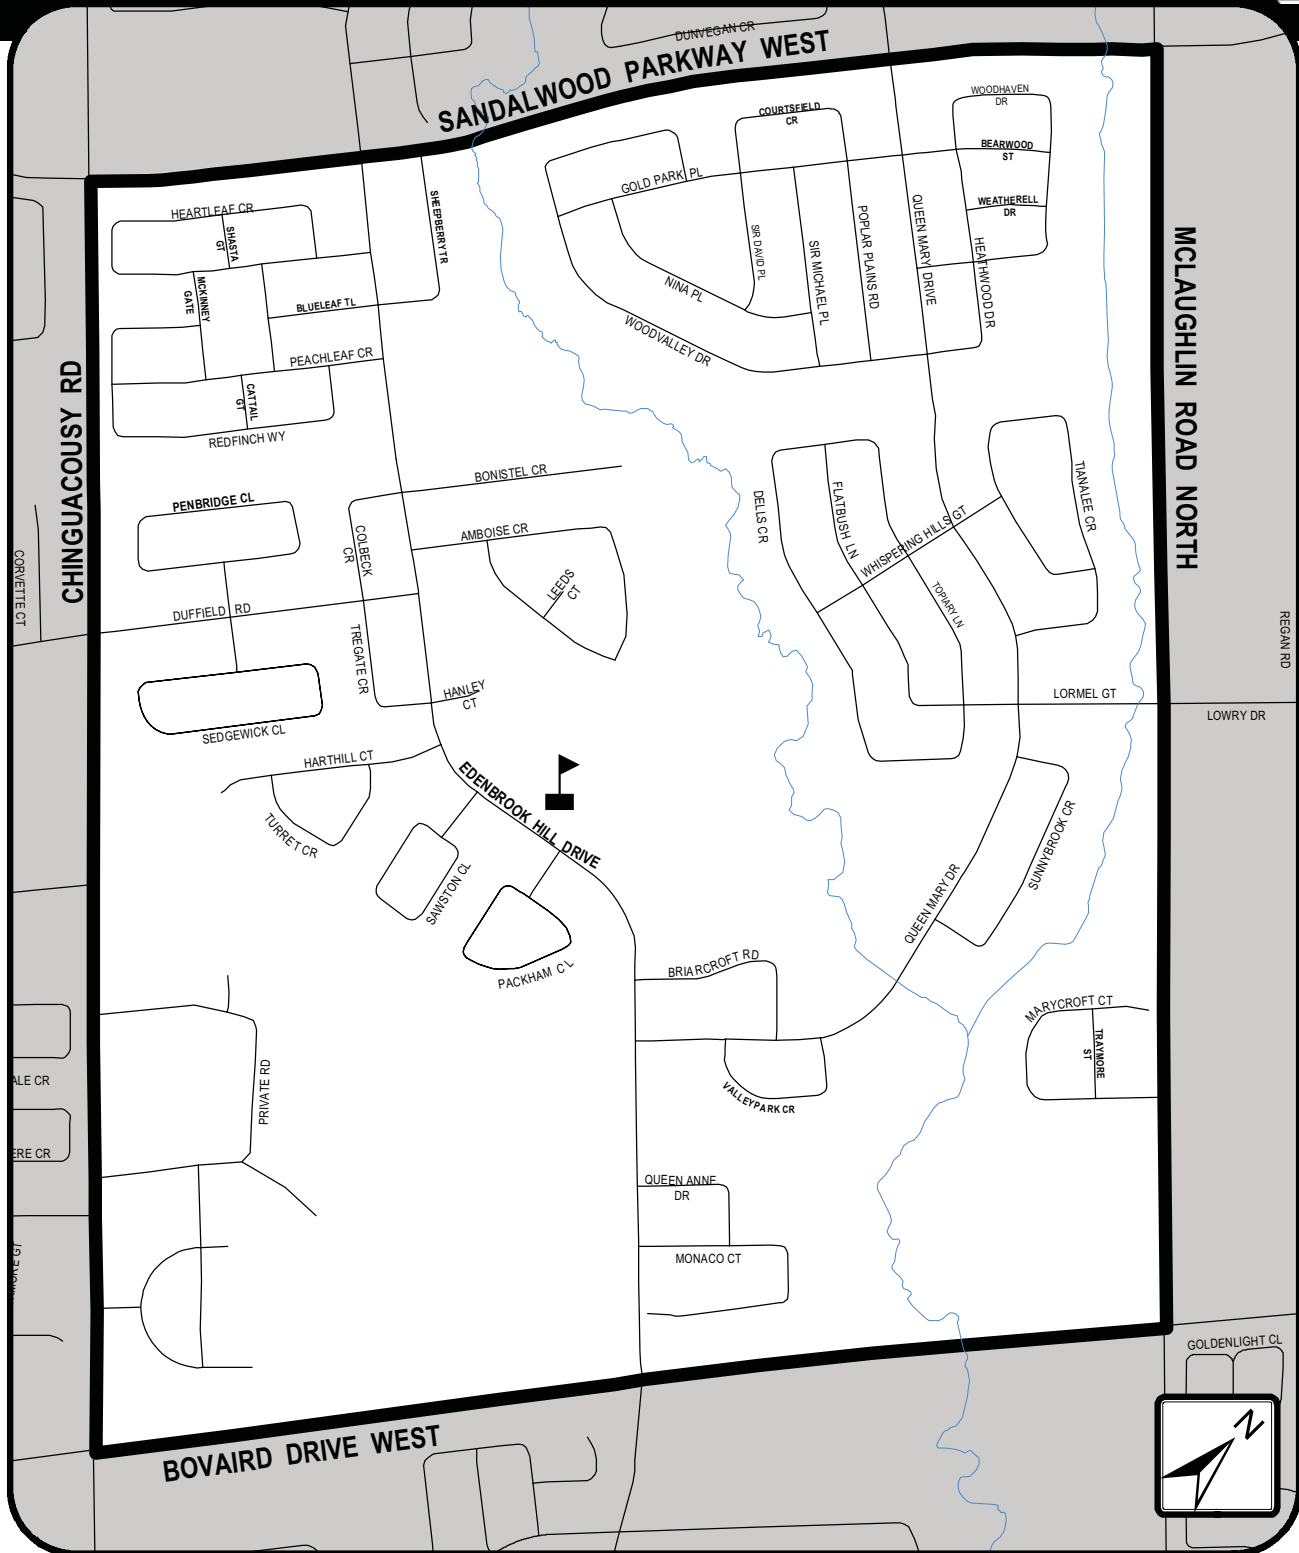 DUNVEGAN CR
SANDALWOOD PARKWAY WEST
WOODHAVEN
DR
COURTSFIELD
CR
BEARWOOD
ST
GOLD PARK PL
WEATHERELL
DR
HEARTLEAF CR
SHASTA
GT
SHEEPBERRY TR
SIR DAVID PL
SIR MICHAEL PL
POPLAR PLAINS RD
QUEEN MARY DRIVE
HEATHWOOD DR
MCKINNEY
GATE
BLUELEAF TL
NINA PL
WOODVALLEY DR
PEACHLEAF CR
CATTAIL
GT
REDFINCH WY
CHINGUACOUSY RD
MCLAUGHLIN ROAD NORTH
BONISTEL CR
PENBRIDGE CL
COLBECK
CR
AMBOISE CR
DELLS CR
FLATBUSH LN
WHISPERING HILLS GT
TIANALEE CR
CORVETTE CT
LEEDS
CT
TOPIARY LN
DUFFIELD RD
TREGATE CR
REGAN RD
HANLEY
CT
LORMEL GT
LOWRY DR
SEDGEWICK CL
HARTHILL CT
EDENBROOK HILL DRIVE
TURRET CR
SAWSTON CL
SUNNYBROOK CR
QUEEN MARY DR
PACKHAM CL
BRIARCROFT RD
MARYCROFT CT
TRAYMORE
ST
PRIVATE RD
ALE CR
VALLEYPARK CR
ERE CR
QUEEN ANNE
DR
MONACO CT
GOLDENLIGHT CL
BOVAIRD DRIVE WEST
N